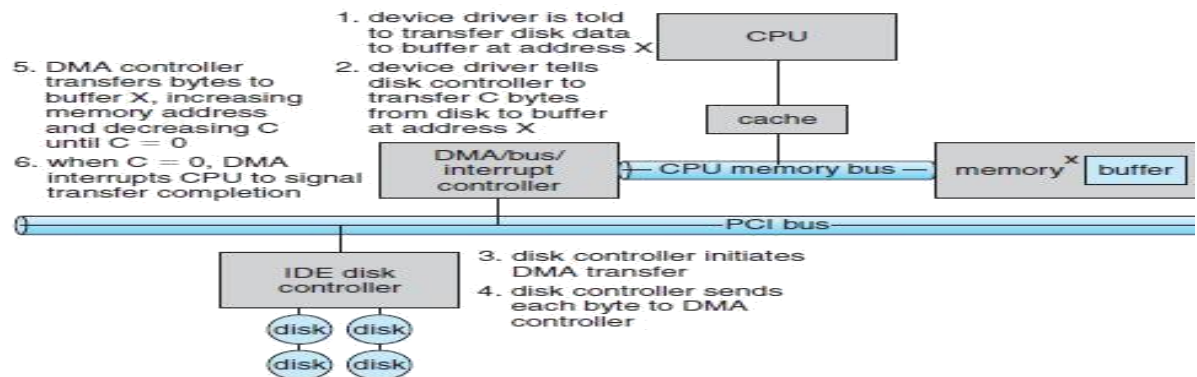 1. device driver is told
to transfer disk data
to buffer at address X
2. device driver tells
disk controller to
transfer C bytes
from disk to buffer
at address X
5. DMA controller
transfers bytes to
buffer X, increasing
memory address
and decreasing C
until C = 0
6. when C = 0, DMA
interrupts CPU to signal
transfer completion
CPU
cache
DMA/bus/
interrupt
controller
CPU memory bus
memory
x
buffer
PCI bus
IDE disk
controller
3. disk controller initiates
DMA transfer
4. disk controller sends
each byte to DMA
controller
disk
disk
disk
disk